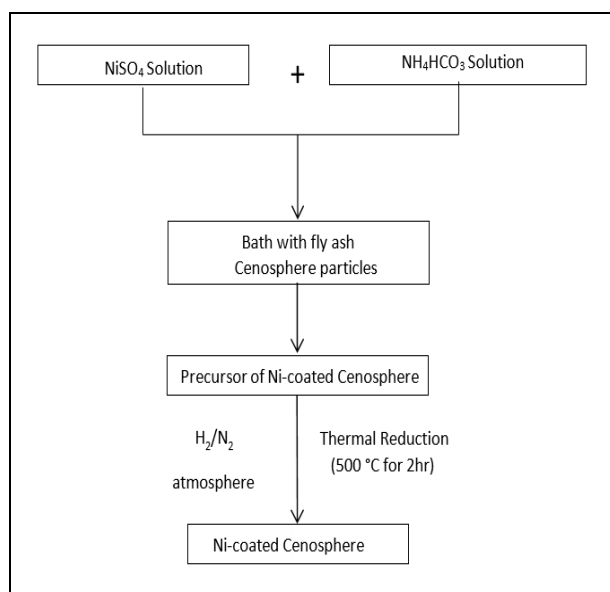 NiSO₄ Solution
+
NH₄HCO₃ Solution
Bath with fly ash
Cenosphere particles
Precursor of Ni-coated Cenosphere
H₂/N₂
atmosphere
Thermal Reduction
(500 °C for 2hr)
Ni-coated Cenosphere